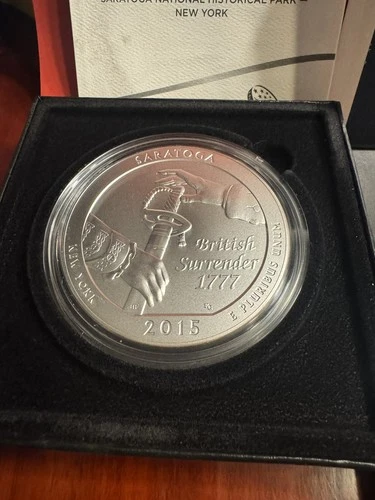 SARATOGA NATIONAL HISTORICAL PARK —
NEW YORK
SARATOGA
British
Surrender
1777
NEW YORK
E PLURIBUS UNUM
2015